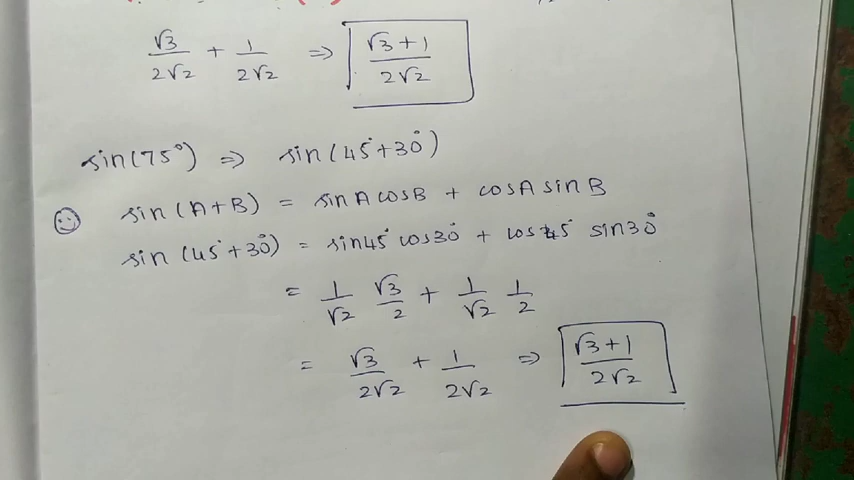 √3/2√2 + 1/2√2 ⇒ √3+1/2√2
sin(75°) ⇒ sin(45°+30°)
sin(A+B) = sinA cosB + cosA sinB
sin(45°+30°) = sin45° cos30° + cos45° sin30°
= 1/√2 √3/2 + 1/√2 1/2
= √3/2√2 + 1/2√2 ⇒ √3+1/2√2